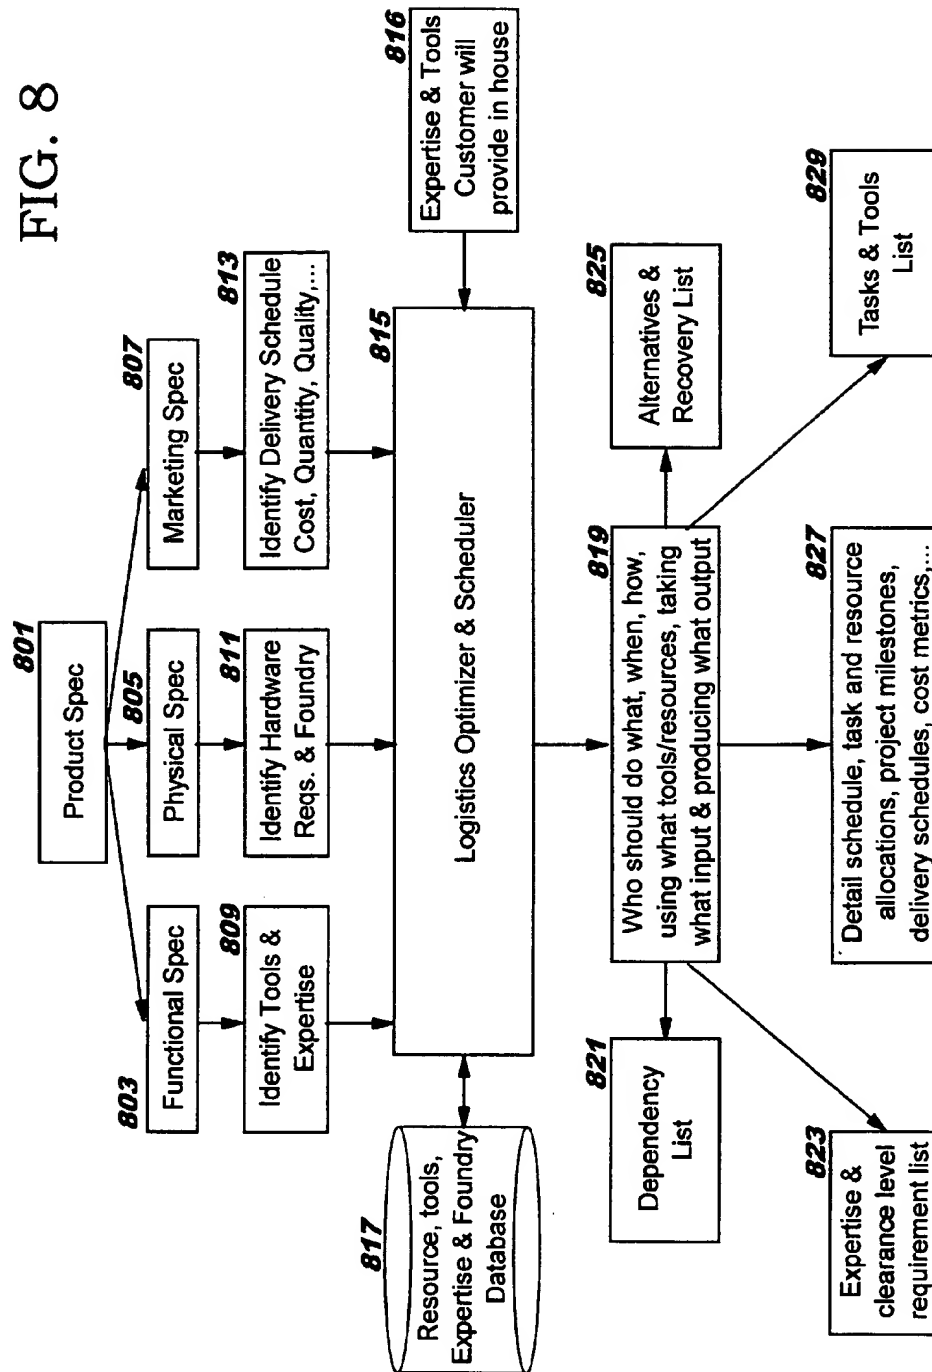 FIG. 8
801
Product Spec
803
Functional Spec
805
Physical Spec
807
Marketing Spec
809
Identify Tools &
Expertise
811
Identify Hardware
Reqs. & Foundry
813
Identify Delivery Schedule
Cost, Quantity, Quality,...
817
Resource, tools,
Expertise & Foundry
Database
815
Logistics Optimizer & Scheduler
816
Expertise & Tools
Customer will
provide in house
821
Dependency
List
819
Who should do what, when, how,
using what tools/resources, taking
what input & producing what output
825
Alternatives &
Recovery List
823
Expertise &
clearance level
requirement list
827
Detail schedule, task and resource
allocations, project milestones,
delivery schedules, cost metrics,...
829
Tasks & Tools
List